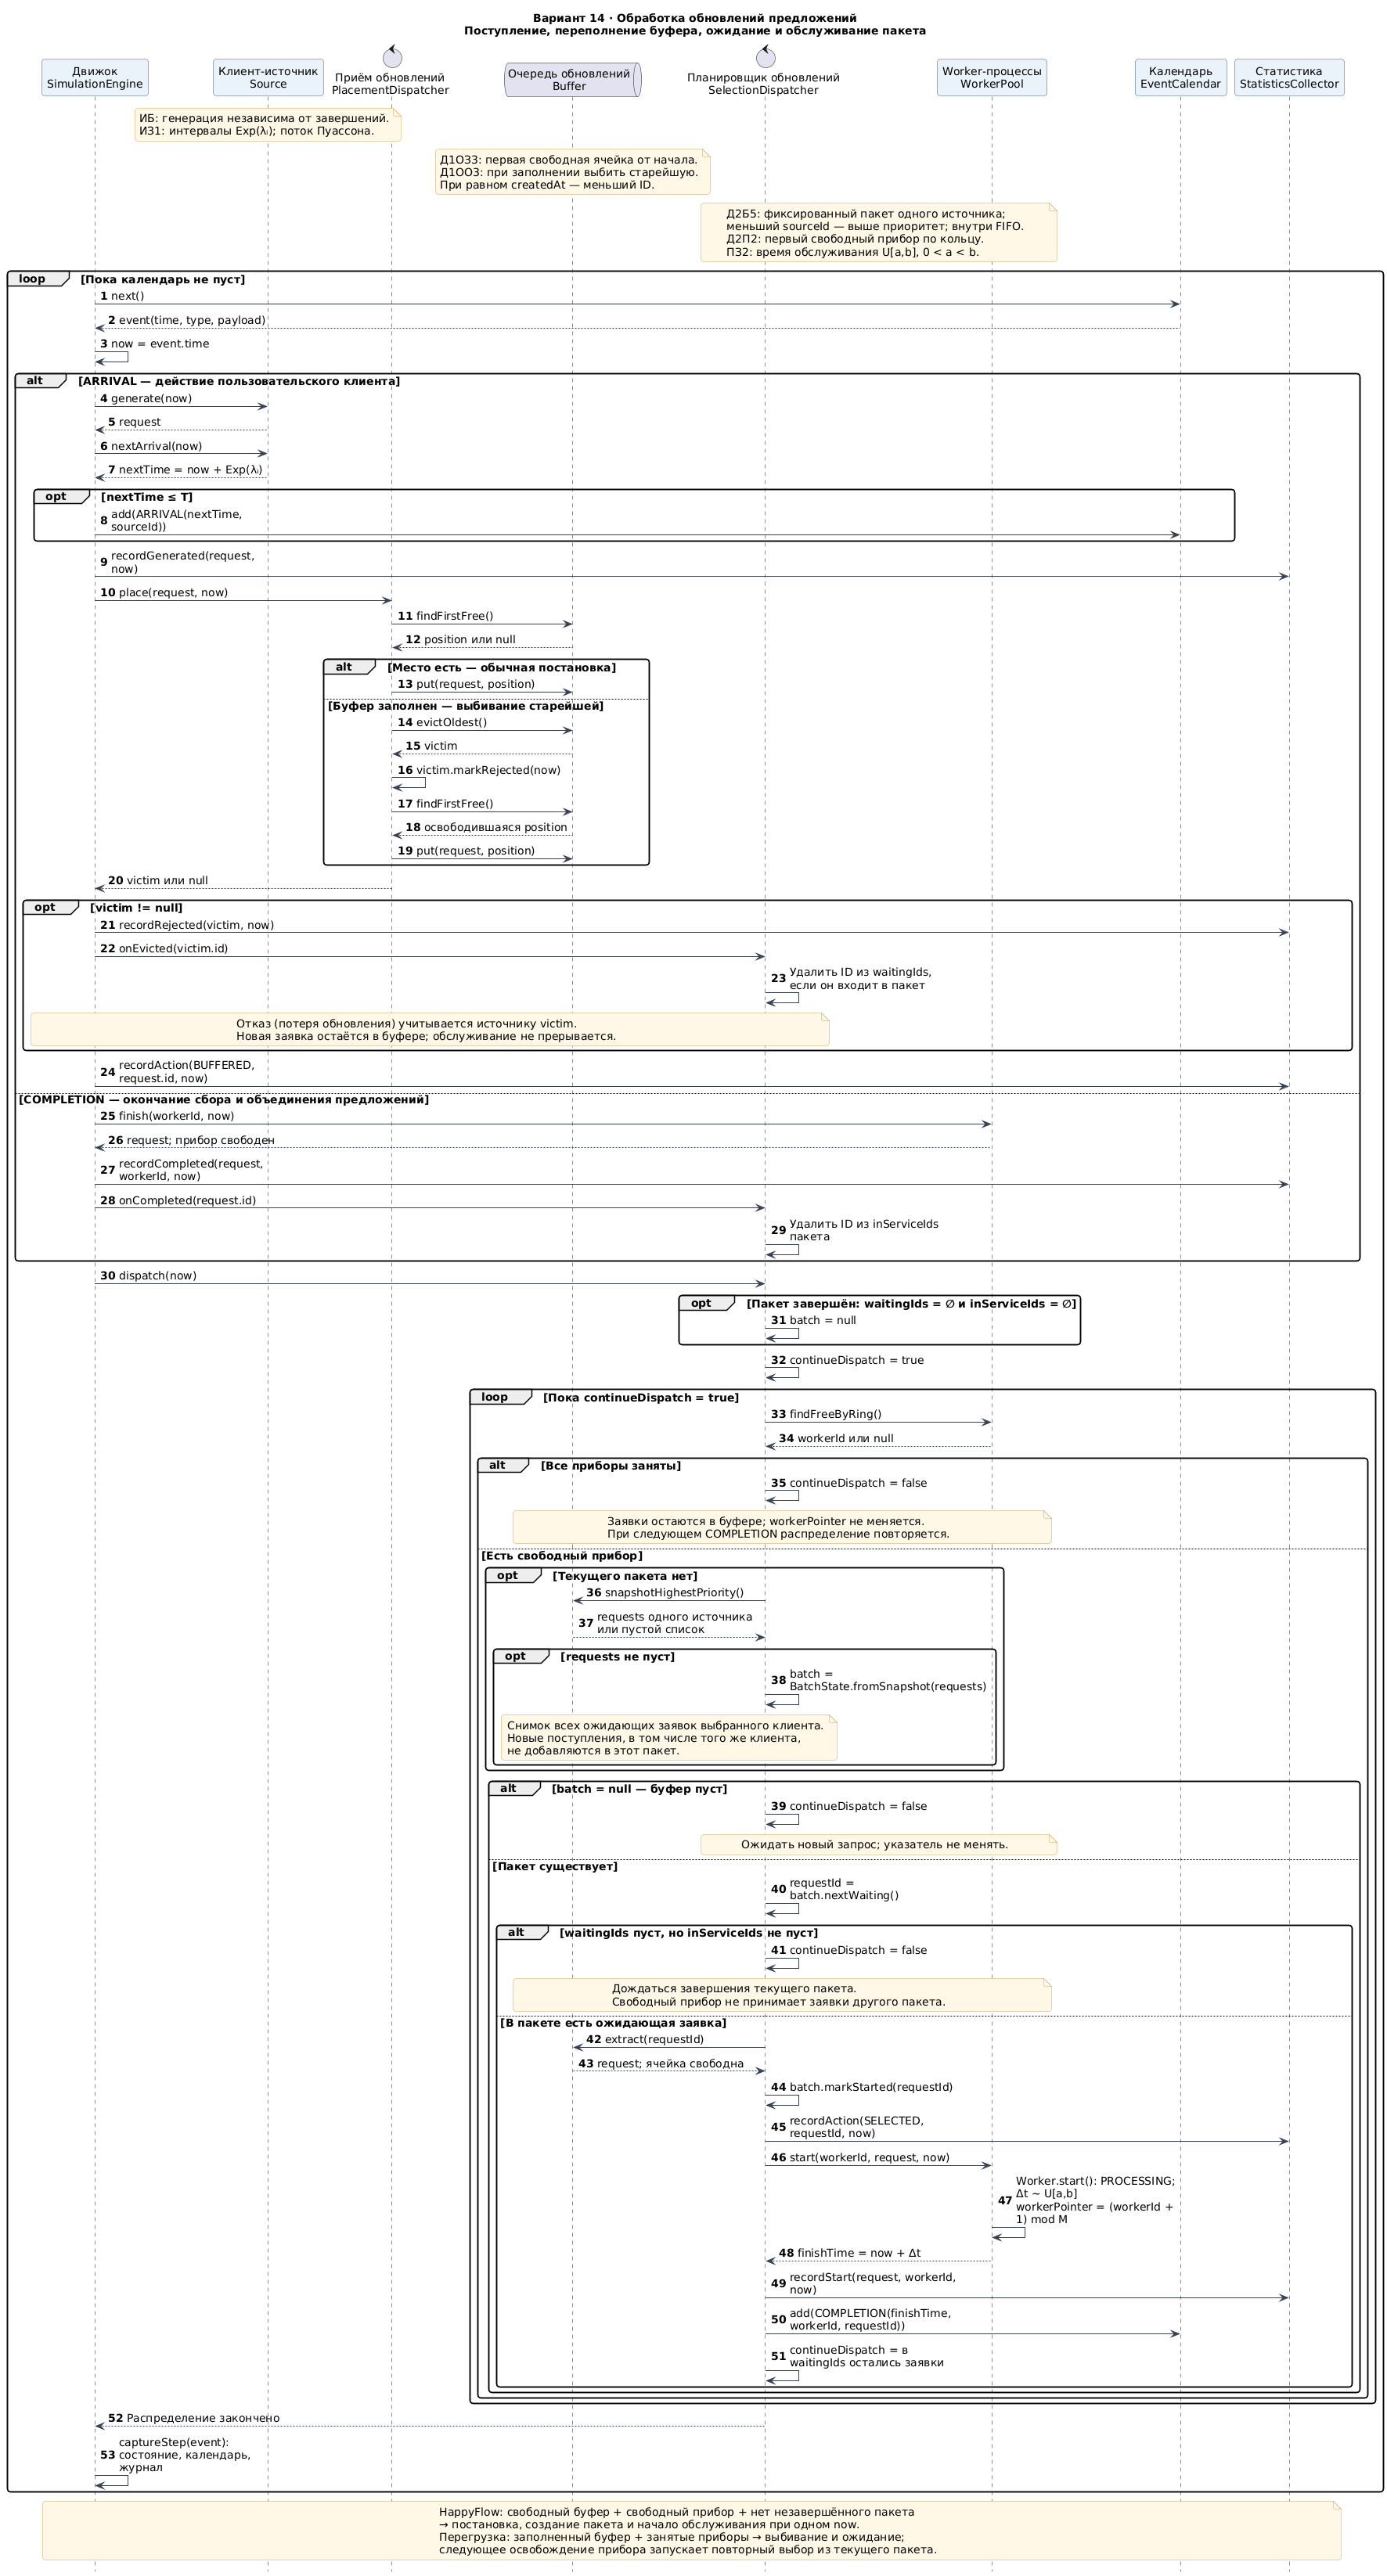 Вариант 14 · Обработка обновлений предложений
Поступление, переполнение буфера, ожидание и обслуживание пакета
Движок
SimulationEngine
Клиент-источник
Source
Приём обновлений
PlacementDispatcher
Очередь обновлений
Buffer
Планировщик обновлений
SelectionDispatcher
Worker-процессы
WorkerPool
Календарь
EventCalendar
Статистика
StatisticsCollector
ИБ: генерация независима от завершений.
ИЗ1: интервалы Exp(λᵢ); поток Пуассона.
Д1ОЗ3: первая свободная ячейка от начала.
Д1ОО3: при заполнении выбить старейшую.
При равном createdAt — меньший ID.
Д2Б5: фиксированный пакет одного источника;
меньший sourceId — выше приоритет; внутри FIFO.
Д2П2: первый свободный прибор по кольцу.
ПЗ2: время обслуживания U[a,b], 0 < a < b.
loop [Пока календарь не пуст]
1 next()
2 event(time, type, payload)
3 now = event.time
alt [ARRIVAL — действие пользовательского клиента]
4 generate(now)
5 request
6 nextArrival(now)
7 nextTime = now + Exp(λᵢ)
opt [nextTime ≤ T]
8 add(ARRIVAL(nextTime,
sourceId))
9 recordGenerated(request,
now)
10 place(request, now)
11 findFirstFree()
12 position или null
alt [Место есть — обычная постановка]
13 put(request, position)
[Буфер заполнен — выбивание старейшей]
14 evictOldest()
15 victim
16 victim.markRejected(now)
17 findFirstFree()
18 освободившаяся position
19 put(request, position)
20 victim или null
opt [victim != null]
21 recordRejected(victim, now)
22 onEvicted(victim.id)
23 Удалить ID из waitingIds,
если он входит в пакет
Отказ (потеря обновления) учитывается источнику victim.
Новая заявка остаётся в буфере; обслуживание не прерывается.
24 recordAction(BUFFERED,
request.id, now)
[COMPLETION — окончание сбора и объединения предложений]
25 finish(workerId, now)
26 request; прибор свободен
27 recordCompleted(request,
workerId, now)
28 onCompleted(request.id)
29 Удалить ID из inServiceIds
пакета
30 dispatch(now)
opt [Пакет завершён: waitingIds = ∅ и inServiceIds = ∅]
31 batch = null
32 continueDispatch = true
loop [Пока continueDispatch = true]
33 findFreeByRing()
34 workerId или null
alt [Все приборы заняты]
35 continueDispatch = false
Заявки остаются в буфере; workerPointer не меняется.
При следующем COMPLETION распределение повторяется.
[Есть свободный прибор]
opt [Текущего пакета нет]
36 snapshotHighestPriority()
37 requests одного источника
или пустой список
opt [requests не пуст]
38 batch =
BatchState.fromSnapshot(requests)
Снимок всех ожидающих заявок выбранного клиента.
Новые поступления, в том числе того же клиента,
не добавляются в этот пакет.
alt [batch = null — буфер пуст]
39 continueDispatch = false
Ожидать новый запрос; указатель не менять.
[Пакет существует]
40 requestId =
batch.nextWaiting()
alt [waitingIds пуст, но inServiceIds не пуст]
41 continueDispatch = false
Дождаться завершения текущего пакета.
Свободный прибор не принимает заявки другого пакета.
[В пакете есть ожидающая заявка]
42 extract(requestId)
43 request; ячейка свободна
44 batch.markStarted(requestId)
45 recordAction(SELECTED,
requestId, now)
46 start(workerId, request, now)
47 Worker.start(): PROCESSING;
Δt ~ U[a,b]
workerPointer = (workerId +
1) mod M
48 finishTime = now + Δt
49 recordStart(request, workerId,
now)
50 add(COMPLETION(finishTime,
workerId, requestId))
51 continueDispatch = в
waitingIds остались заявки
52 Распределение закончено
53 captureStep(event):
состояние, календарь,
журнал
HappyFlow: свободный буфер + свободный прибор + нет незавершённого пакета
→ постановка, создание пакета и начало обслуживания при одном now.
Перегрузка: заполненный буфер + занятые приборы → выбивание и ожидание;
следующее освобождение прибора запускает повторный выбор из текущего пакета.